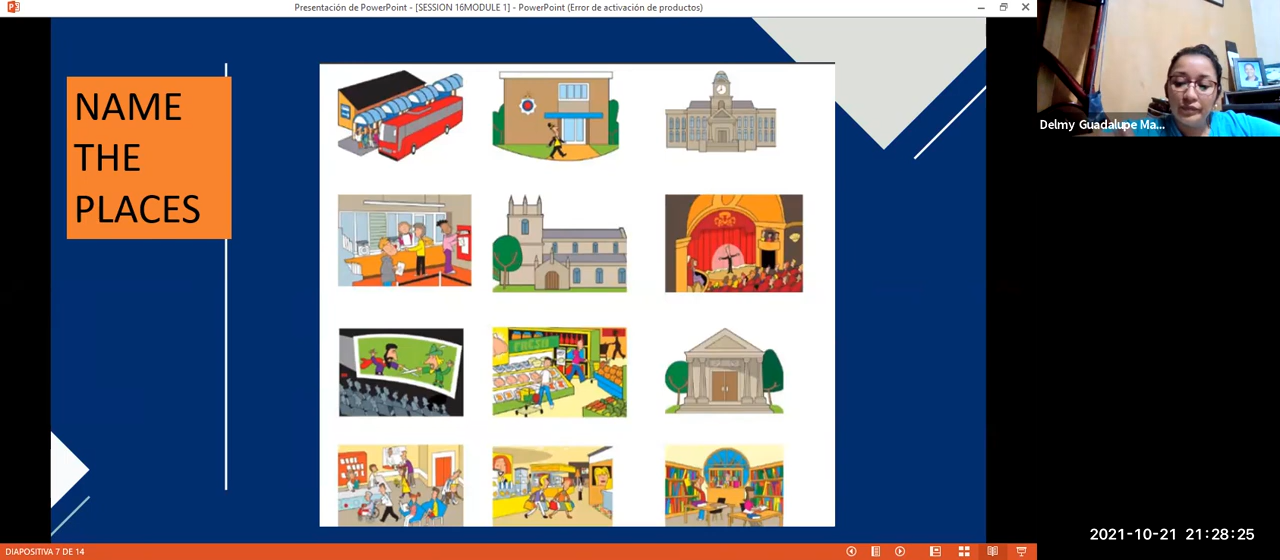 Presentación de PowerPoint - [SESSION 16MODULE 1] - PowerPoint (Error de activación de productos)
NAME
THE
PLACES
FRESH
Delmy Guadalupe Ma...
2021-10-21 21:28:25
DIAPOSITIVA 7 DE 14